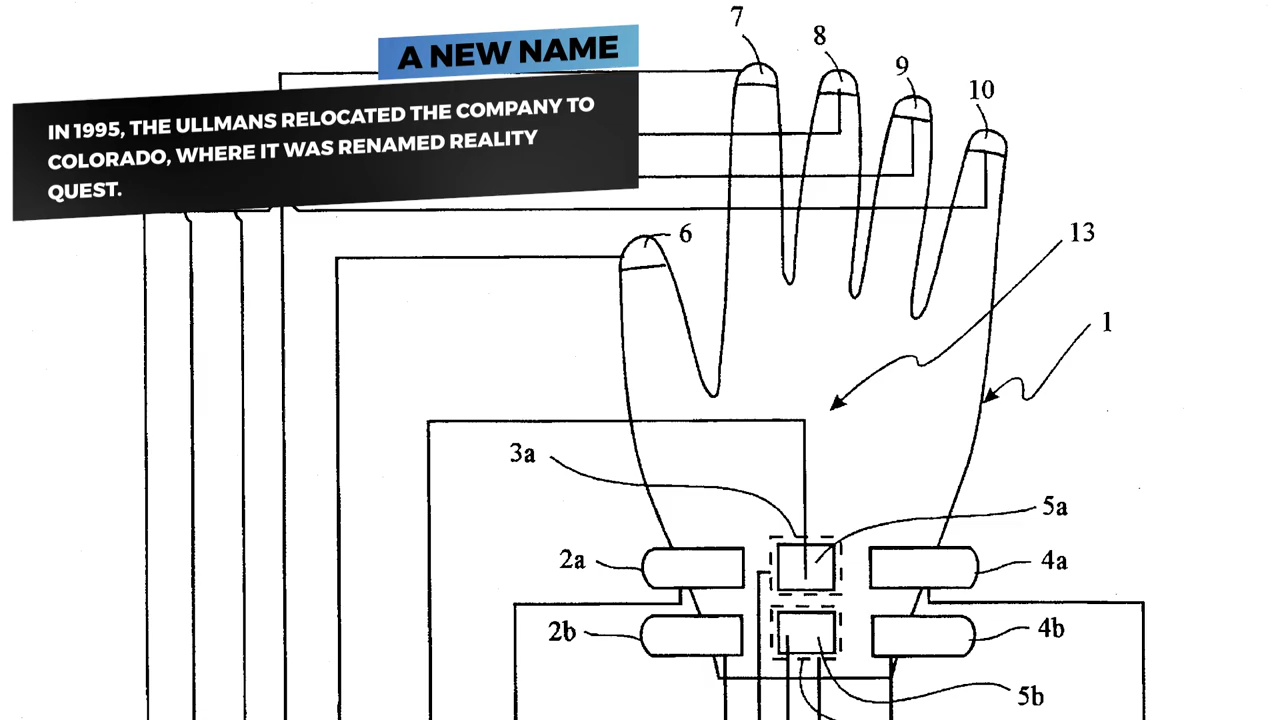 A NEW NAME
IN 1995, THE ULLMANS RELOCATED THE COMPANY TO
COLORADO, WHERE IT WAS RENAMED REALITY
QUEST.
7
8
9
10
6
13
1
3a
5a
2a
4a
2b
4b
5b